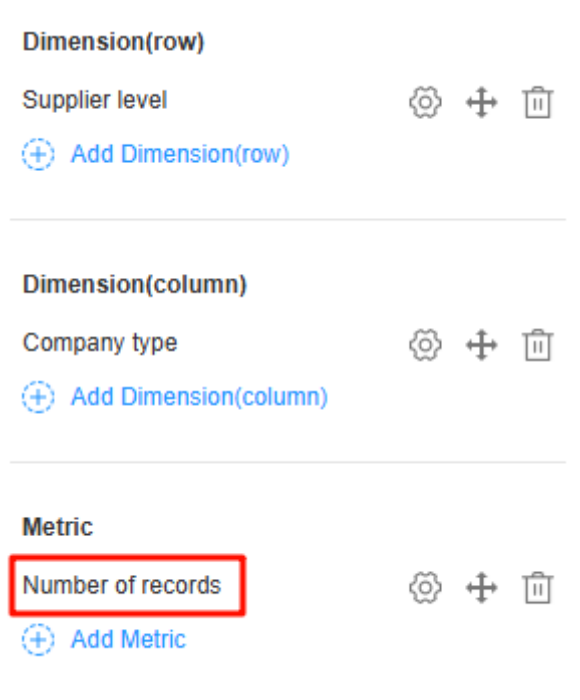 Dimension(row)
Supplier level
Add Dimension(row)
Dimension(column)
Company type
Add Dimension(column)
Metric
Number of records
Add Metric